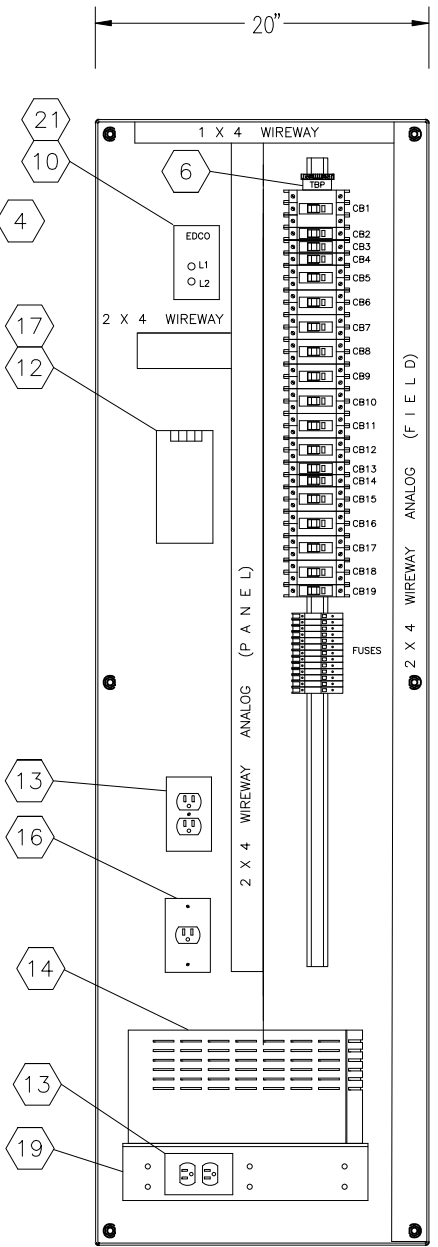 20"
21
1 X 4 WIREWAY
10
6
TBP
4
EDCO
L1
L2
CB1
CB2
CB3
CB4
CB5
CB6
CB7
CB8
CB9
CB10
CB11
CB12
CB13
CB14
CB15
CB16
CB17
CB18
CB19
17
2 X 4 WIREWAY
12
2 X 4 WIREWAY ANALOG (FIELD)
2 X 4 WIREWAY ANALOG (PANEL)
FUSES
13
16
14
13
19